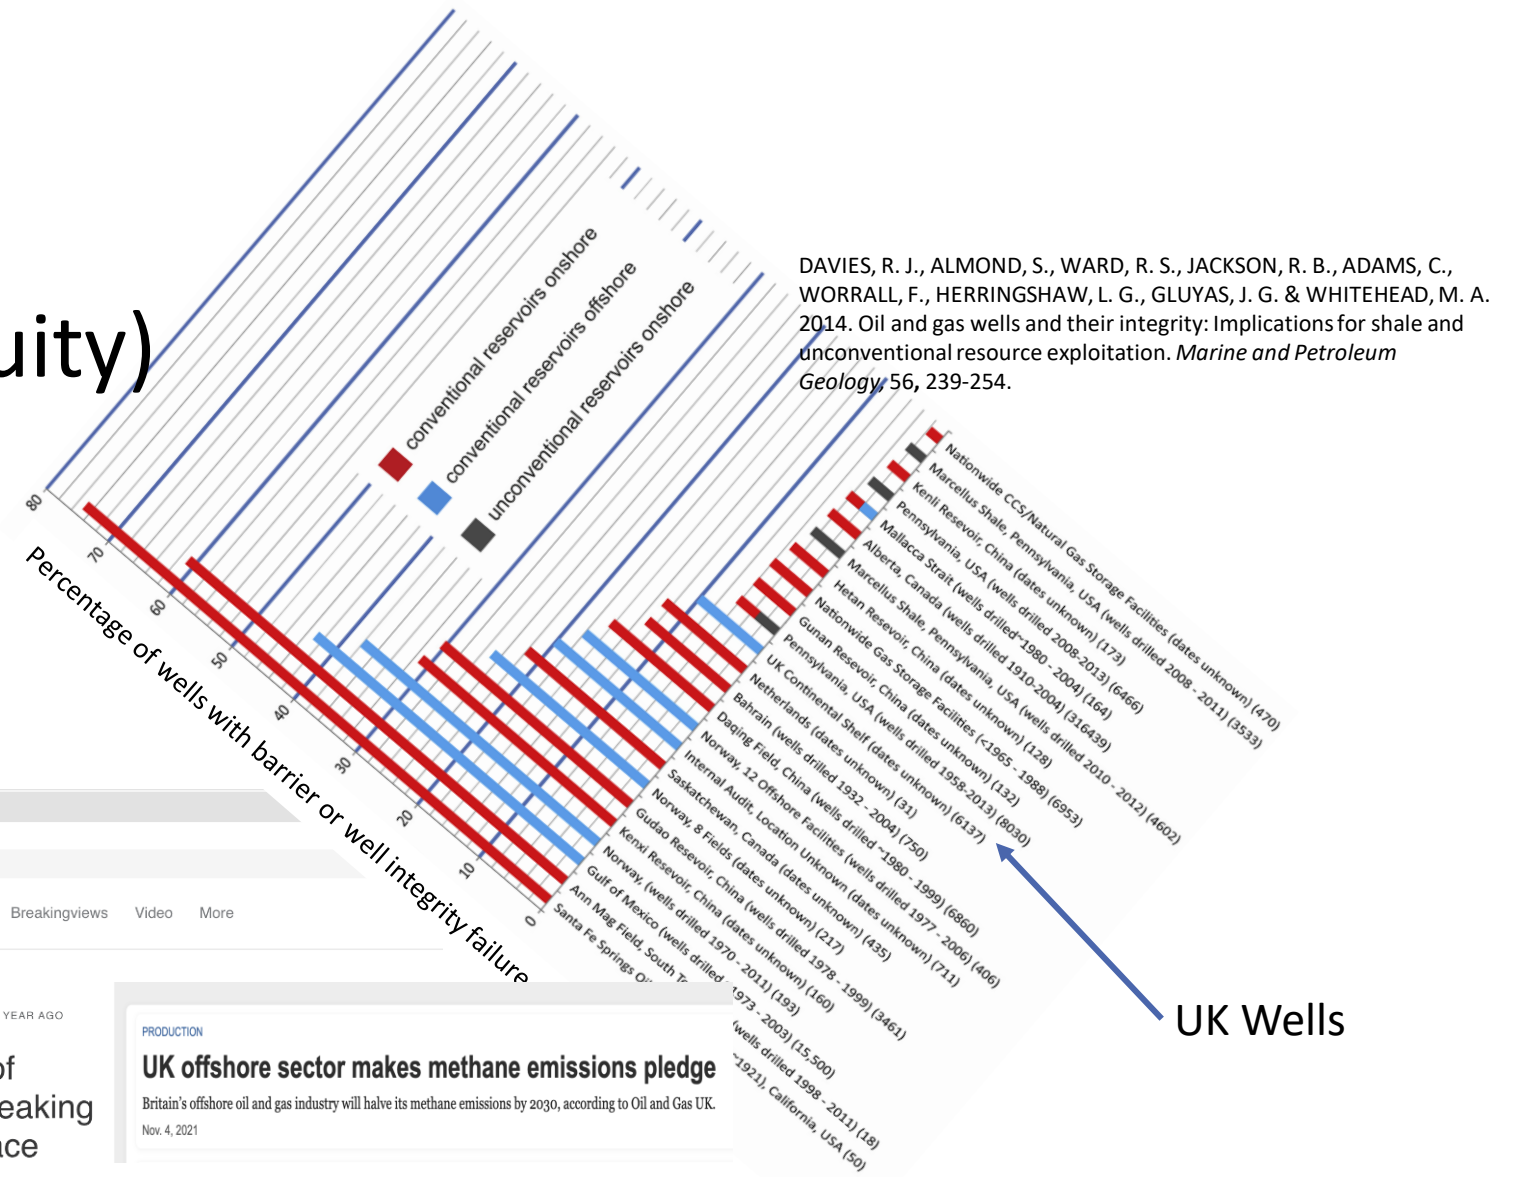 uity)
DAVIES, R. J., ALMOND, S., WARD, R. S., JACKSON, R. B., ADAMS, C.,
WORRALL, F., HERRINGSHAW, L. G., GLUYAS, J. G. & WHITEHEAD, M. A.
2014. Oil and gas wells and their integrity: Implications for shale and
unconventional resource exploitation. Marine and Petroleum
Geology, 56, 239-254.
conventional reservoirs onshore
conventional reservoirs offshore
unconventional reservoirs onshore
80
70
60
50
40
30
20
10
0
Percentage of wells with barrier or well integrity failure
Nationwide CCS/Natural Gas Storage Facilities (dates unknown) (470)
Marcellus Shale, Pennsylvania, USA (wells drilled 2008 - 2011) (3533)
Kenli Resevoir, China (dates unknown) (173)
Pennsylvania, USA (wells drilled 2008-2013) (6466)
Mallacca Strait (wells drilled~1980 - 2004) (164)
Alberta, Canada (wells drilled 1910-2004) (316439)
Marcellus Shale, Pennsylvania, USA (wells drilled 2010 - 2012) (4602)
Hetan Resevoir, China (dates unknown) (128)
Nationwide Gas Storage Facilities (<1965 - 1988) (6953)
Gunan Resevoir, China (dates unknown) (132)
Pennsylvania, USA (wells drilled 1958-2013) (8030)
UK Continental Shelf (dates unknown) (6137)
Netherlands (dates unknown) (31)
Bahrain (wells drilled 1932 - 2004) (750)
Daqing Field, China (wells drilled ~1980 - 1999) (6860)
Norway, 12 Offshore Facilities (wells drilled 1977 - 2006) (406)
Internal Audit, Location Unknown (dates unknown) (711)
Saskatchewan, Canada (dates unknown) (435)
Norway, 8 Fields (dates unknown) (217)
Gudao Resevoir, China (wells drilled 1978 - 1999) (3461)
Kenxi Resevoir, China (dates unknown) (160)
Norway, (wells drilled 1970 - 2011) (193)
Gulf of Mexico (wells drilled 1973 - 2003) (15,500)
Ann Mag Field, South (wells drilled 1998 - 2011) (18)
Santa Fe Springs ~1921), California, USA (50)
UK Wells
Breakingviews Video More
YEAR AGO
of
eaking
ace
PRODUCTION
UK offshore sector makes methane emissions pledge
Britain's offshore oil and gas industry will halve its methane emissions by 2030, according to Oil and Gas UK.
Nov. 4, 2021